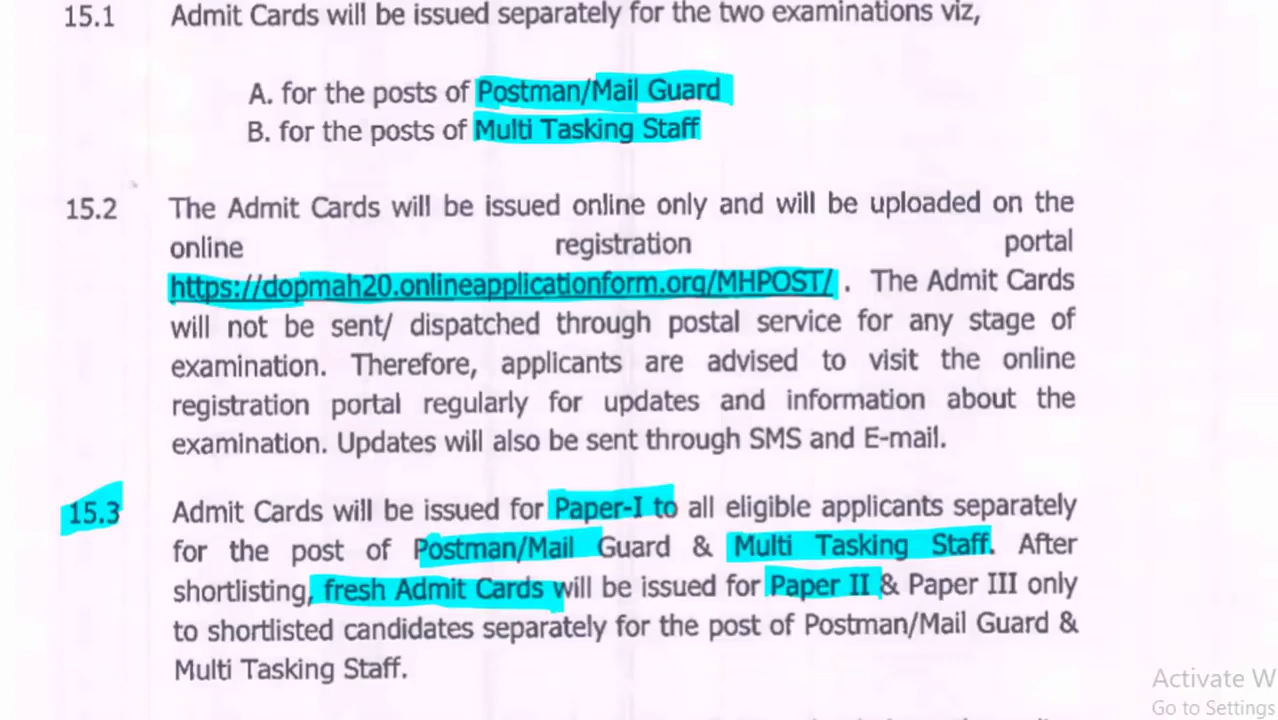 15.1 Admit Cards will be issued separately for the two examinations viz,
A. for the posts of Postman/Mail Guard
B. for the posts of Multi Tasking Staff
15.2 The Admit Cards will be issued online only and will be uploaded on the
online registration portal
https://dopmah20.onlineapplicationform.org/MHPOST/ . The Admit Cards
will not be sent/ dispatched through postal service for any stage of
examination. Therefore, applicants are advised to visit the online
registration portal regularly for updates and information about the
examination. Updates will also be sent through SMS and E-mail.
15.3 Admit Cards will be issued for Paper-I to all eligible applicants separately
for the post of Postman/Mail Guard & Multi Tasking Staff. After
shortlisting, fresh Admit Cards will be issued for Paper II & Paper III only
to shortlisted candidates separately for the post of Postman/Mail Guard &
Multi Tasking Staff.
Activate W
Go to Settings